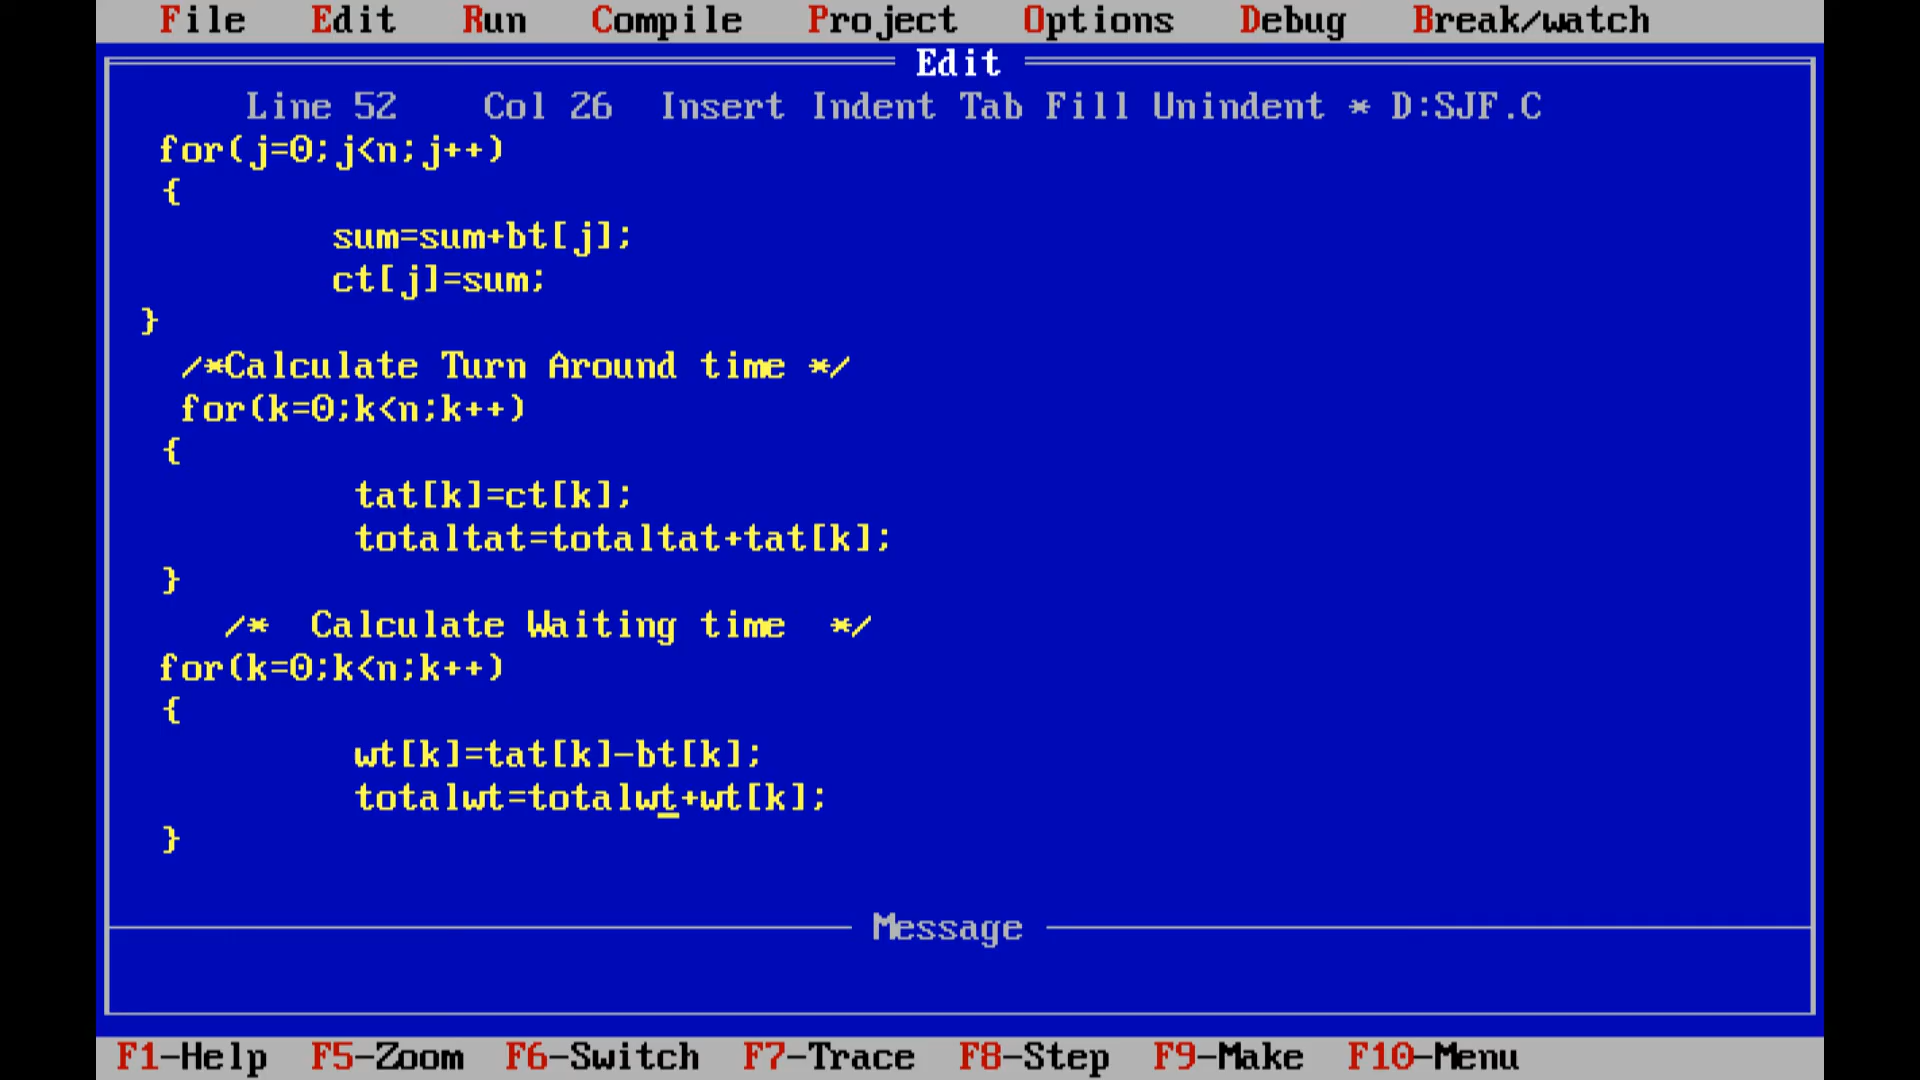 File Edit Run Compile Project Options Debug Break/watch
Edit
Line 52 Col 26 Insert Indent Tab Fill Unindent * D:SJF.C
for(j=0;j<n;j++)
{
sum=sum+bt[j];
ct[j]=sum;
}
/*Calculate Turn Around time */
for(k=0;k<n;k++)
{
tat[k]=ct[k];
totaltat=totaltat+tat[k];
}
/*  Calculate Waiting time  */
for(k=0;k<n;k++)
{
wt[k]=tat[k]-bt[k];
totalwt=totalwt+wt[k];
}
Message
F1-Help F5-Zoom F6-Switch F7-Trace F8-Step F9-Make F10-Menu